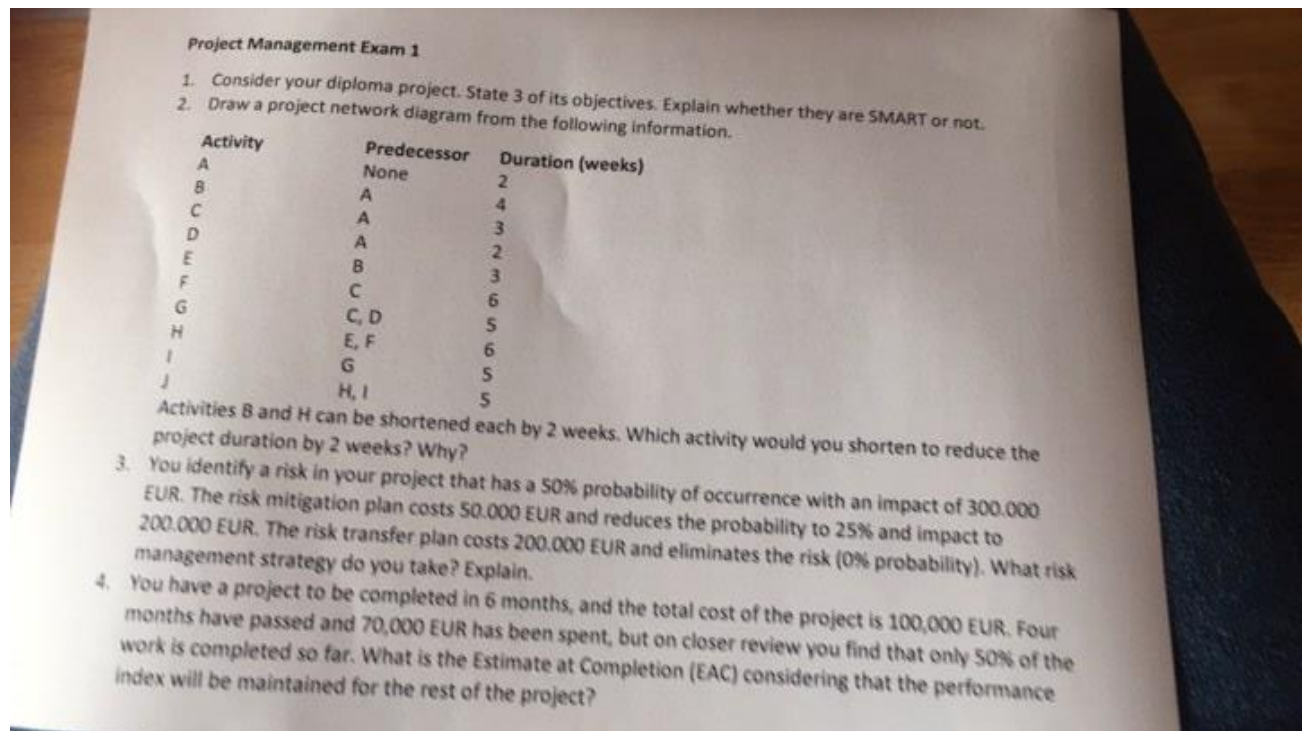 Project Management Exam 1
1. Consider your diploma project. State 3 of its objectives. Explain whether they are SMART or not.
2. Draw a project network diagram from the following information.
Activity Predecessor Duration (weeks)
A None 2
B A 4
C A 3
D A 2
E B 3
F C 6
G C, D 5
H E, F 6
I G 5
J H, I 5
Activities B and H can be shortened each by 2 weeks. Which activity would you shorten to reduce the
project duration by 2 weeks? Why?
3. You identify a risk in your project that has a 50% probability of occurrence with an impact of 300.000
EUR. The risk mitigation plan costs 50.000 EUR and reduces the probability to 25% and impact to
200.000 EUR. The risk transfer plan costs 200.000 EUR and eliminates the risk (0% probability). What risk
management strategy do you take? Explain.
4. You have a project to be completed in 6 months, and the total cost of the project is 100,000 EUR. Four
months have passed and 70,000 EUR has been spent, but on closer review you find that only 50% of the
work is completed so far. What is the Estimate at Completion (EAC) considering that the performance
index will be maintained for the rest of the project?